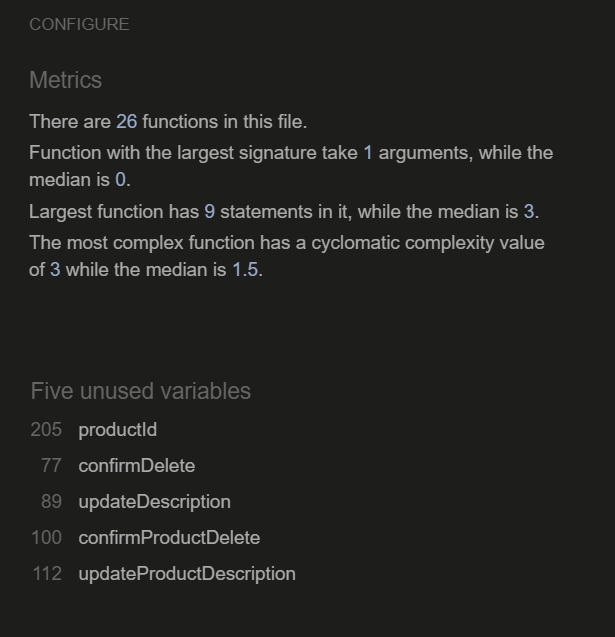 CONFIGURE
Metrics
There are 26 functions in this file.
Function with the largest signature take 1 arguments, while the
median is 0.
Largest function has 9 statements in it, while the median is 3.
The most complex function has a cyclomatic complexity value
of 3 while the median is 1.5.
Five unused variables
205 productId
77 confirmDelete
89 updateDescription
100 confirmProductDelete
112 updateProductDescription